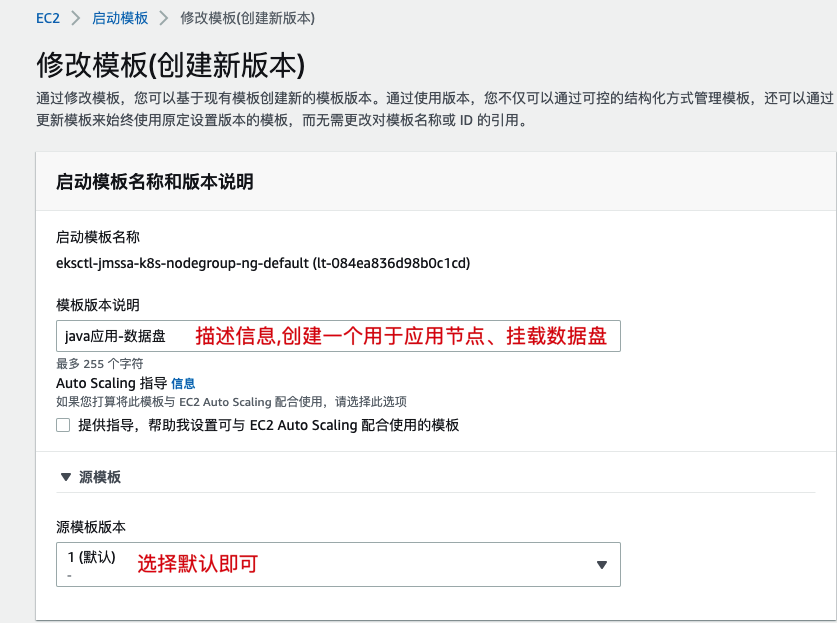 EC2 > 启动模板 > 修改模板(创建新版本)
修改模板(创建新版本)
通过修改模板，您可以基于现有模板创建新的模板版本。通过使用版本，您不仅可以通过可控的结构化方式管理模板，还可以通过
更新模板来始终使用原定设置版本的模板，而无需更改对模板名称或 ID 的引用。
启动模板名称和版本说明
启动模板名称
eksctl-jmssa-k8s-nodegroup-ng-default (lt-084ea836d98b0c1cd)
模板版本说明
java应用-数据盘 描述信息,创建一个用于应用节点、挂载数据盘
最多 255 个字符
Auto Scaling 指导 信息
如果您打算将此模板与 EC2 Auto Scaling 配合使用，请选择此选项
提供指导，帮助我设置可与 EC2 Auto Scaling 配合使用的模板
▼ 源模板
源模板版本
1 (默认) 选择默认即可
-